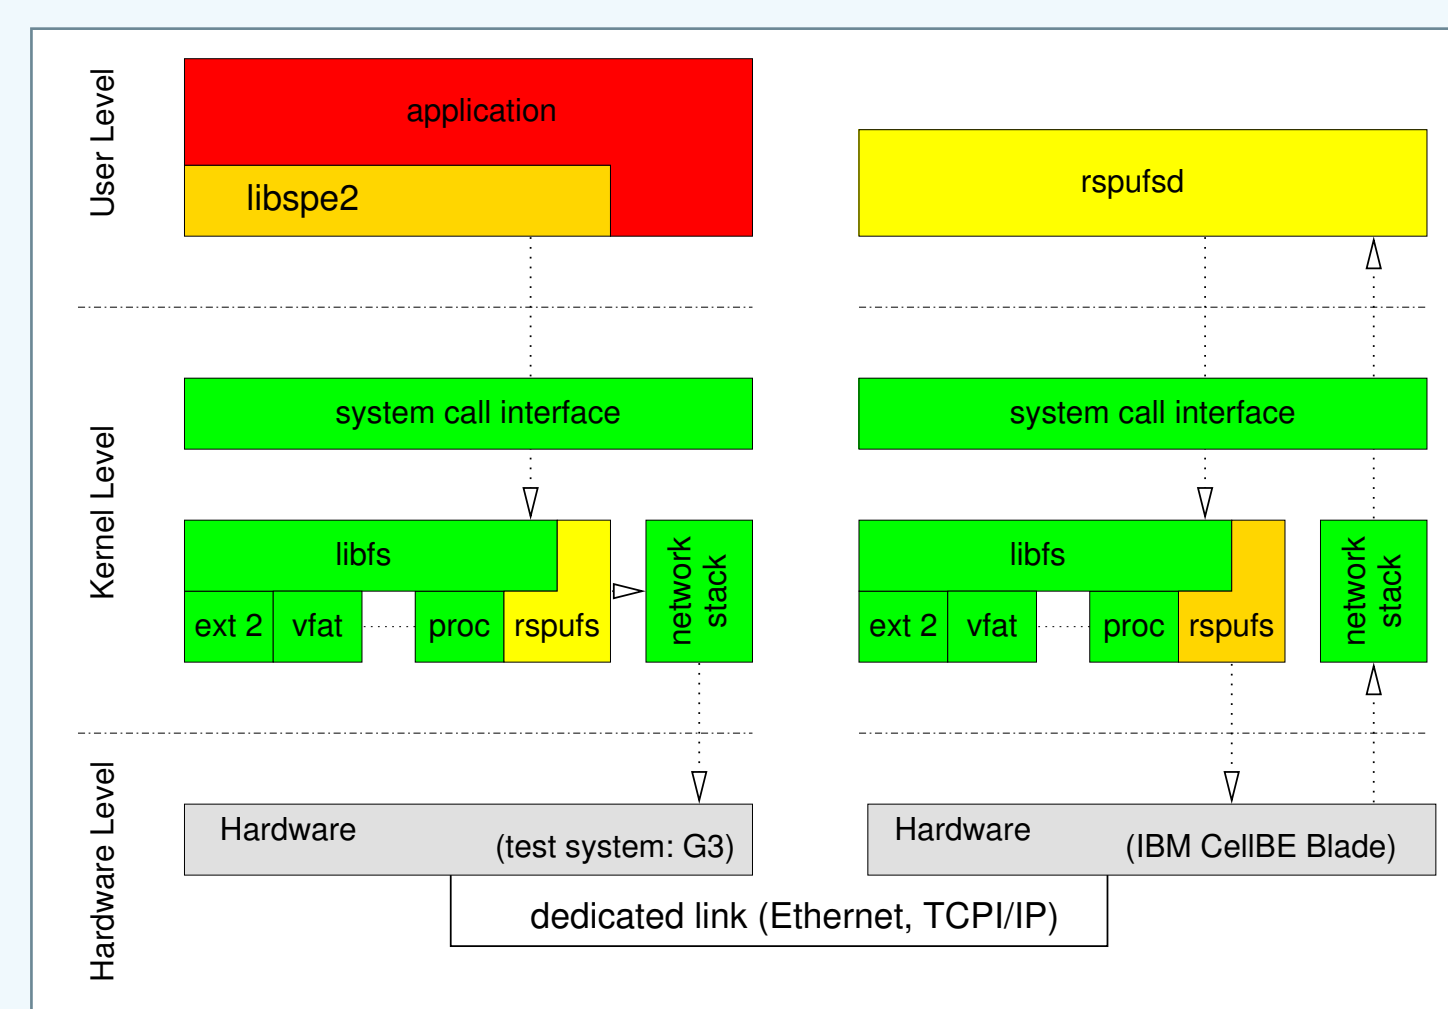 User Level
application
libspe2
rspufsd
Kernel Level
system call interface
system call interface
libfs
ext 2
vfat
proc
rspufs
network
stack
libfs
ext 2
vfat
proc
rspufs
network
stack
Hardware Level
Hardware
(test system: G3)
Hardware
(IBM CellBE Blade)
dedicated link (Ethernet, TCPI/IP)